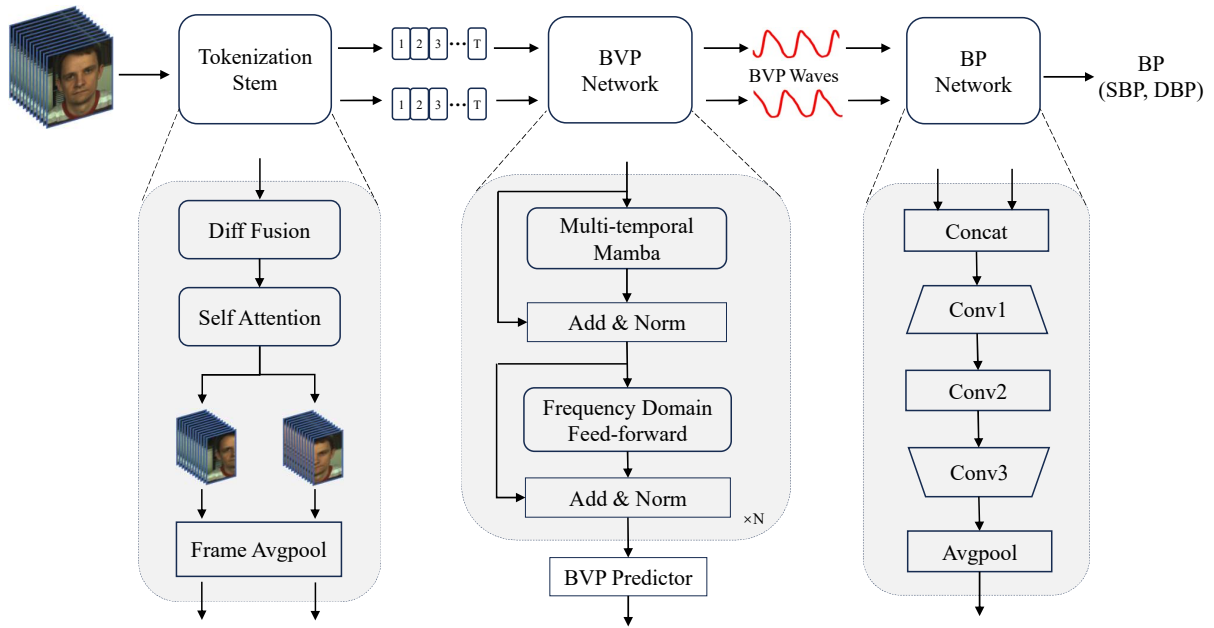 Tokenization
Stem
1 2 3 ··· T
1 2 3 ··· T
BVP
Network
BVP Waves
BP
Network
BP
(SBP, DBP)
Diff Fusion
Self Attention
Frame Avgpool
Multi-temporal
Mamba
Add & Norm
Frequency Domain
Feed-forward
Add & Norm
×N
BVP Predictor
Concat
Conv1
Conv2
Conv3
Avgpool